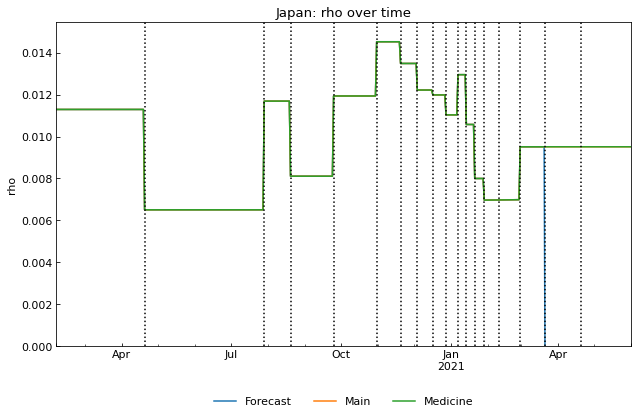 Japan: rho over time
rho
0.014
0.012
0.010
0.008
0.006
0.004
0.002
0.000
Apr Jul Oct Jan Apr
2021
Forecast Main Medicine